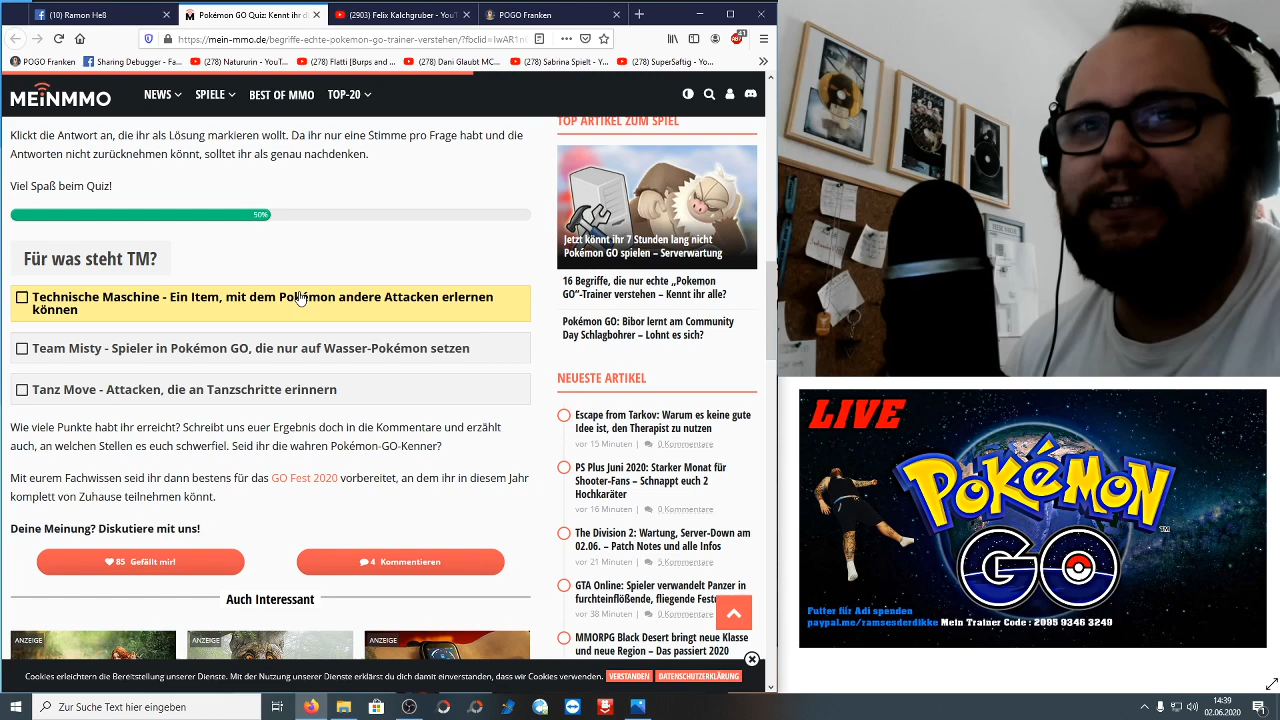 Ramon Heß
Pokémon GO Quiz: Kennt ihr di
(2903) Felix Kalchgruber - YouT
POGO Franken
https://mein-mmo.de/begriffe-echte-pokemon-go-trainer-verstehen/?fbclid=IwAR1n
41
POGO Franken
Sharing Debugger - Fa...
(278) Natururin - YouT...
(278) Flatti [Burps and ...
(278) Dani Glaubt MC...
(278) Sabrina Spielt - Y...
(278) "SuperSaftig - Yout...
MEINMMO
NEWS
SPIELE
BEST OF MMO
TOP-20
Klickt die Antwort an, die ihr als Lösung markieren wollt. Da ihr nur eine Stimme pro Frage habt und die
Antworten nicht zurücknehmen könnt, solltet ihr als genau nachdenken.
Viel Spaß beim Quiz!
50%
Für was steht TM?
Technische Maschine - Ein Item, mit dem Pokémon andere Attacken erlernen
können
Team Misty - Spieler in Pokémon GO, die nur auf Wasser-Pokémon setzen
Tanz Move - Attacken, die an Tanzschritte erinnern
Wie viele Punkte habt ihr erreicht? Schreibt uns euer Ergebnis doch in die Kommentare und erzählt
auch, an welchen Stellen es euch schwerfiel. Seid ihr die wahren Pokémon-GO-Kenner?
Mit eurem Fachwissen seid ihr dann bestens für das GO Fest 2020 vorbereitet, an dem ihr in diesem Jahr
komplett von Zuhause teilnehmen könnt.
Deine Meinung? Diskutiere mit uns!
85 Gefällt mir!
4 Kommentieren
Auch Interessant
ANZEIGE
ANZEIGE
ANZEIGE
TOP ARTIKEL ZUM SPIEL
Jetzt könnt ihr 7 Stunden lang nicht
Pokémon GO spielen – Serverwartung
16 Begriffe, die nur echte „Pokemon
GO“-Trainer verstehen – Kennt ihr alle?
Pokémon GO: Bibor lernt am Community
Day Schlagbohrer – Lohnt es sich?
NEUESTE ARTIKEL
Escape from Tarkov: Warum es keine gute
Idee ist, den Therapist zu nutzen
vor 15 Minuten | 0 Kommentare
PS Plus Juni 2020: Starker Monat für
Shooter-Fans – Schnappt euch 2
Hochkaräter
vor 16 Minuten | 0 Kommentare
The Division 2: Wartung, Server-Down am
02.06. – Patch Notes und alle Infos
vor 21 Minuten | 5 Kommentare
GTA Online: Spieler verwandelt Panzer in
furchteinflößende, fliegende
vor 38 Minuten | 0 Kommentare
MMORPG Black Desert bringt neue Klasse
und neue Region – Das passiert 2020
Cookies erleichtern die Bereitstellung unserer Dienste. Mit der Nutzung unserer Dienste erklärst du dich damit einverstanden, dass wir Cookies verwenden.
VERSTANDEN
DATENSCHUTZERKLÄRUNG
LIVE
POKÉMON
GO
TM
Futter für Adi spenden
paypal.me/ramsesderdikke Mein Trainer Code : 2095 9346 3249
Zur Suche Text hier eingeben
14:39
02.06.2020
1